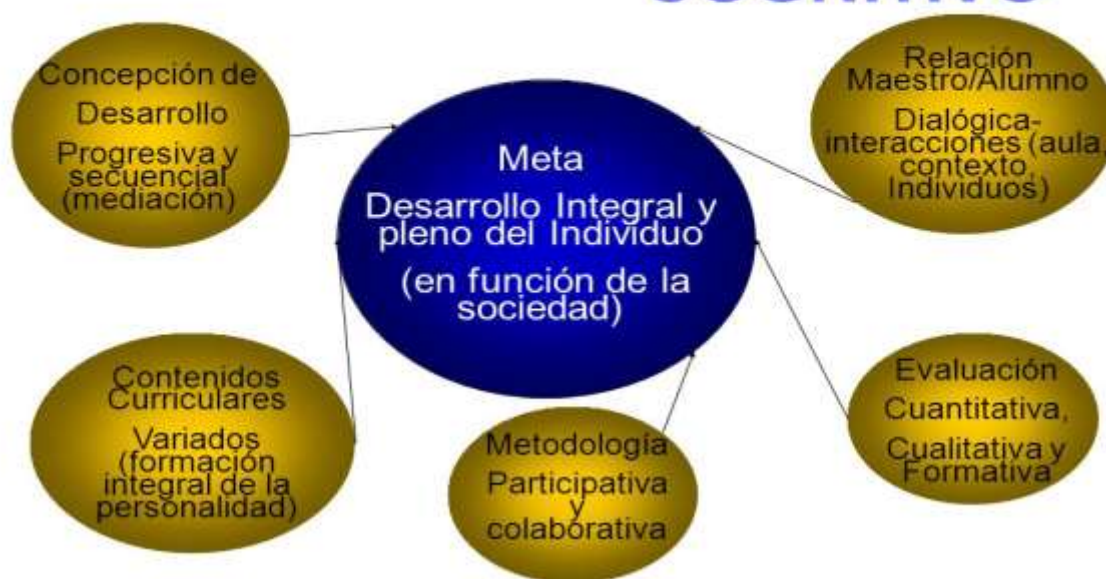 Concepción de
Desarrollo
Progresiva y
secuencial
(mediación)
Meta
Desarrollo Integral y
pleno del Individuo
(en función de la
sociedad)
Relación
Maestro/Alumno
Dialógica-
interacciones (aula,
contexto,
Individuos)
Contenidos
Curriculares
Variados
(formación
integral de la
personalidad)
Metodología
Participativa
y
colaborativa
Evaluación
Cuantitativa,
Cualitativa y
Formativa